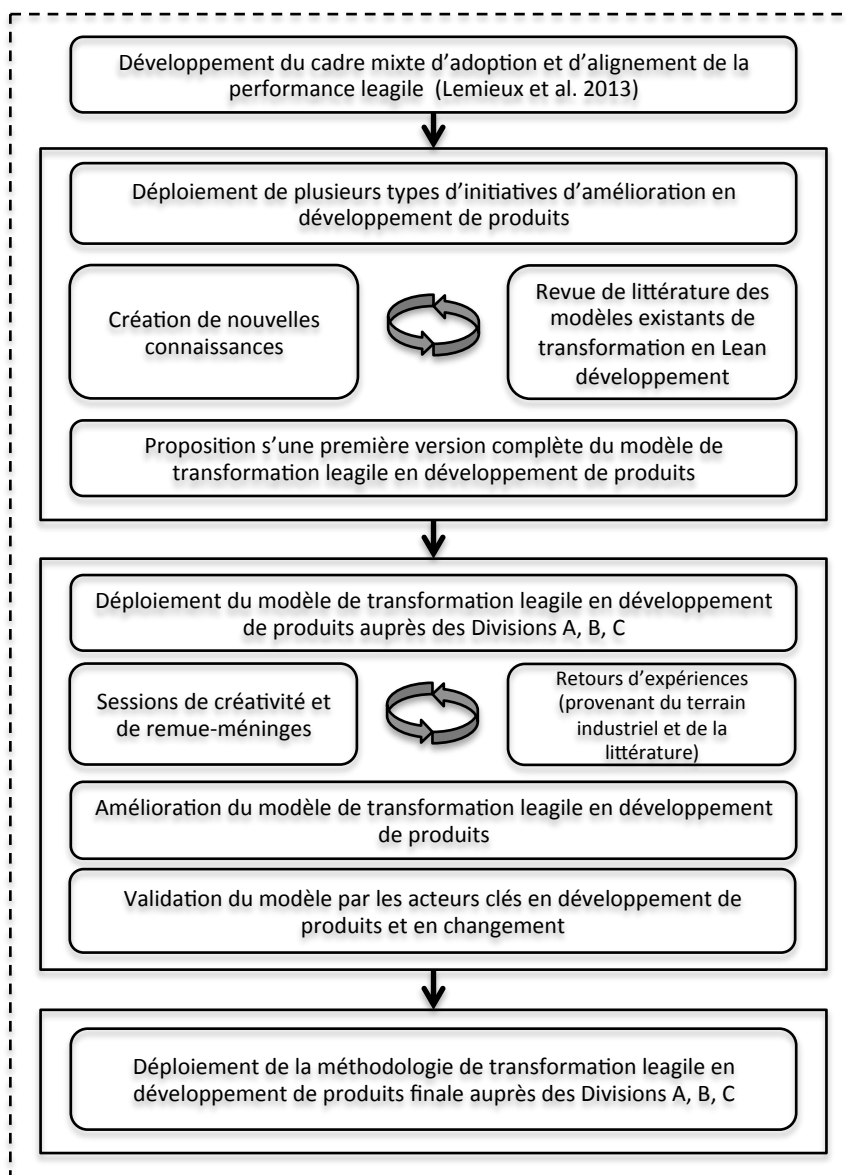 Développement du cadre mixte d’adoption et d’alignement de la
performance leagile (Lemieux et al. 2013)
Déploiement de plusieurs types d’initiatives d’amélioration en
développement de produits
Création de nouvelles
connaissances
Revue de littérature des
modèles existants de
transformation en Lean
développement
Proposition s’une première version complète du modèle de
transformation leagile en développement de produits
Déploiement du modèle de transformation leagile en développement
de produits auprès des Divisions A, B, C
Sessions de créativité et
de remue-méninges
Retours d’expériences
(provenant du terrain
industriel et de la
littérature)
Amélioration du modèle de transformation leagile en développement
de produits
Validation du modèle par les acteurs clés en développement de
produits et en changement
Déploiement de la méthodologie de transformation leagile en
développement de produits finale auprès des Divisions A, B, C